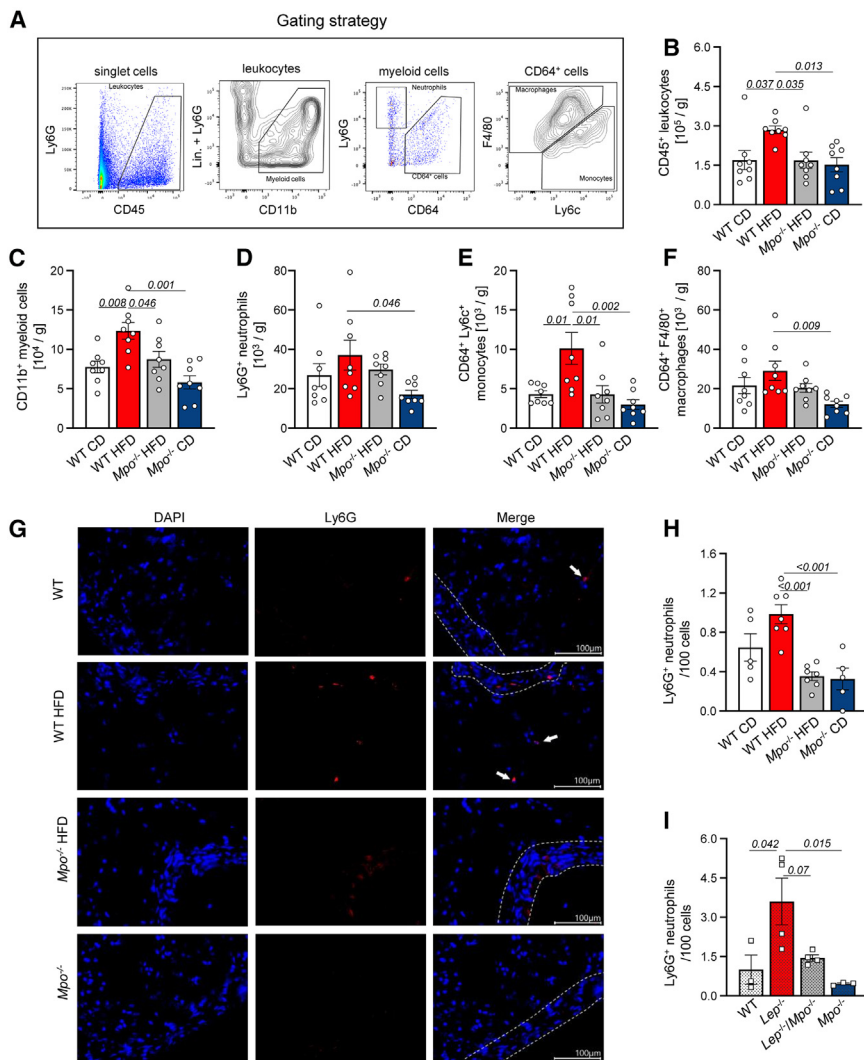 A
Gating strategy
singlet cells
Leukocytes
Ly6G
250K
200K
150K
100K
50K
0
CD45
leukocytes
Lin. + Ly6G
Myeloid cells
CD11b
myeloid cells
Neutrophils
Ly6G
CD64⁺ cells
CD64
CD64⁺ cells
Macrophages
F4/80
Monocytes
Ly6c
B
CD45⁺ leukocytes
[10⁵ / g]
6.0
4.5
3.0
1.5
0
0.013
0.037 0.035
WT CD
WT HFD
Mpo⁻/⁻ HFD
Mpo⁻/⁻ CD
C
CD11b⁺ myeloid cells
[10⁴ / g]
20
15
10
5
0
0.001
0.008 0.046
WT CD
WT HFD
Mpo⁻/⁻ HFD
Mpo⁻/⁻ CD
D
Ly6G⁺ neutrophils
[10³ / g]
80
60
40
20
0
0.046
WT CD
WT HFD
Mpo⁻/⁻ HFD
Mpo⁻/⁻ CD
E
CD64⁺ Ly6c⁺
monocytes [10³ / g]
20
15
10
5
0
0.002
0.01 0.01
WT CD
WT HFD
Mpo⁻/⁻ HFD
Mpo⁻/⁻ CD
F
CD64⁺ F4/80⁺
macrophages [10³ / g]
80
60
40
20
0
0.009
WT CD
WT HFD
Mpo⁻/⁻ HFD
Mpo⁻/⁻ CD
G
DAPI
Ly6G
Merge
WT
100µm
WT HFD
100µm
Mpo⁻/⁻ HFD
100µm
Mpo⁻/⁻
100µm
H
Ly6G⁺ neutrophils
/100 cells
1.6
1.2
0.8
0.4
0.0
<0.001
<0.001
WT CD
WT HFD
Mpo⁻/⁻ HFD
Mpo⁻/⁻ CD
I
Ly6G⁺ neutrophils
/100 cells
6.0
4.5
3.0
1.5
0.0
0.042 0.015
0.07
WT
Lep⁻/⁻
Lep⁻/⁻/Mpo⁻/⁻
Mpo⁻/⁻